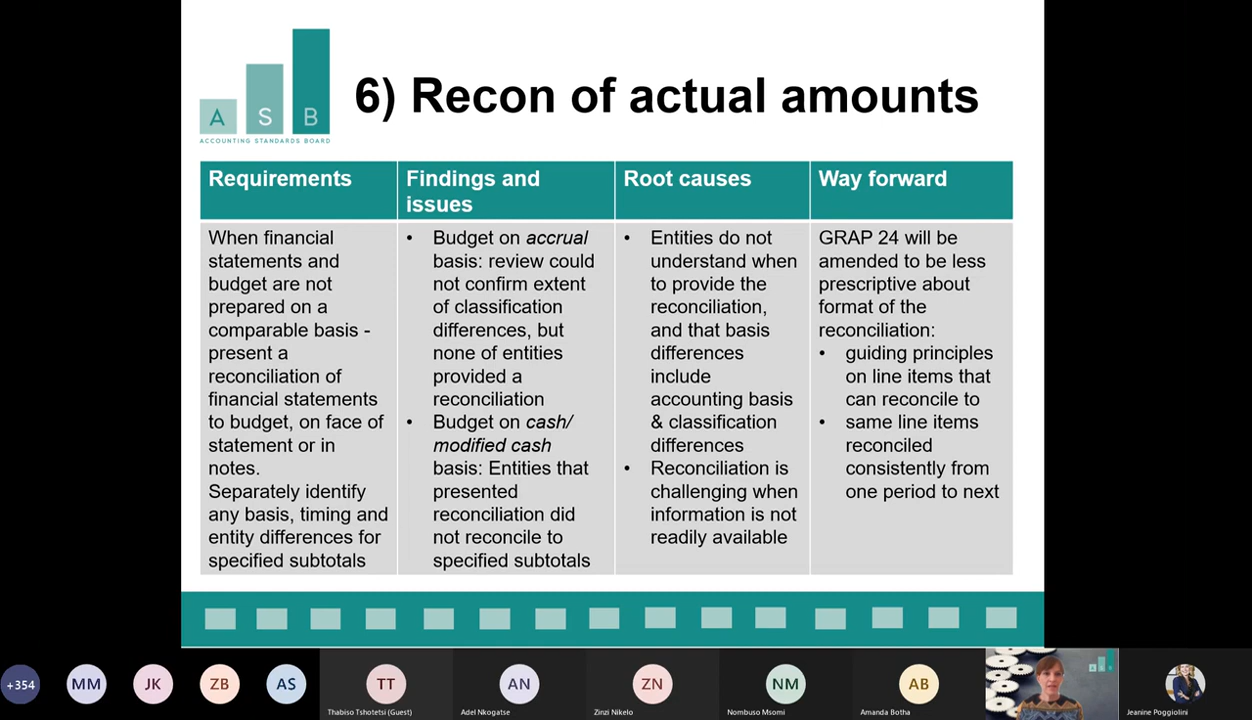 A S B
ACCOUNTING STANDARDS BOARD
6) Recon of actual amounts
Requirements
When financial
statements and
budget are not
prepared on a
comparable basis -
present a
reconciliation of
financial statements
to budget, on face of
statement or in
notes.
Separately identify
any basis, timing and
entity differences for
specified subtotals
Findings and
issues
• Budget on accrual
basis: review could
not confirm extent
of classification
differences, but
none of entities
provided a
reconciliation
• Budget on cash/
modified cash
basis: Entities that
presented
reconciliation did
not reconcile to
specified subtotals
Root causes
• Entities do not
understand when
to provide the
reconciliation,
and that basis
differences
include
accounting basis
& classification
differences
• Reconciliation is
challenging when
information is not
readily available
Way forward
GRAP 24 will be
amended to be less
prescriptive about
format of the
reconciliation:
• guiding principles
on line items that
can reconcile to
• same line items
reconciled
consistently from
one period to next
+354
MM
JK
ZB
AS
TT
Thabiso Tshotetsi (Guest)
AN
Adel Nkogatse
ZN
Zinzi Nikelo
NM
Nombuso Msomi
AB
Amanda Botha
Jeanine Poggiolini